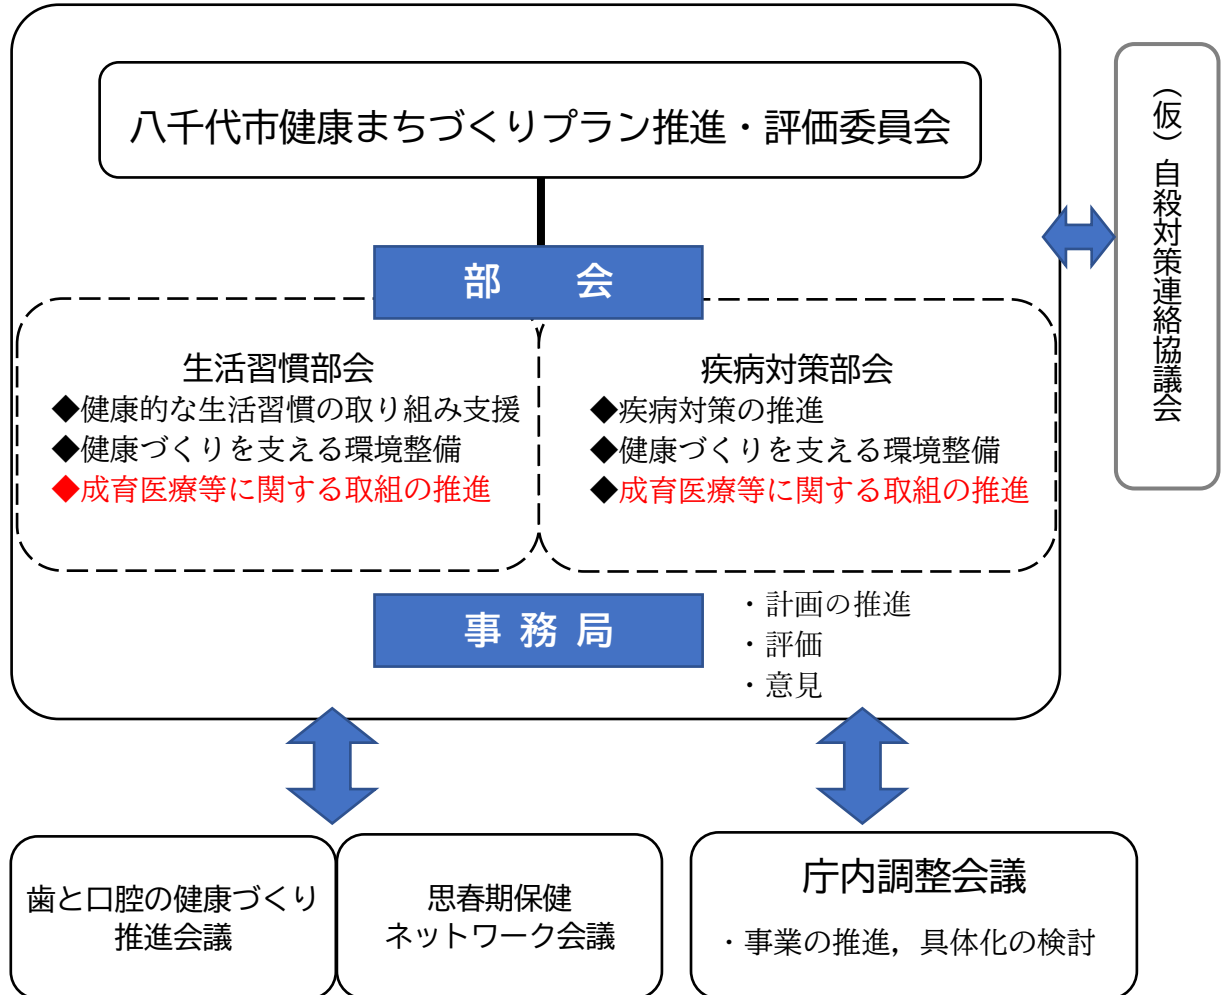 八千代市健康まちづくりプラン推進・評価委員会
部　会
生活習慣部会
◆健康的な生活習慣の取り組み支援
◆健康づくりを支える環境整備
◆成育医療等に関する取組の推進
疾病対策部会
◆疾病対策の推進
◆健康づくりを支える環境整備
◆成育医療等に関する取組の推進
事 務 局
・計画の推進
・評価
・意見
（仮）自殺対策連絡協議会
歯と口腔の健康づくり
推進会議
思春期保健
ネットワーク会議
庁内調整会議
・事業の推進，具体化の検討